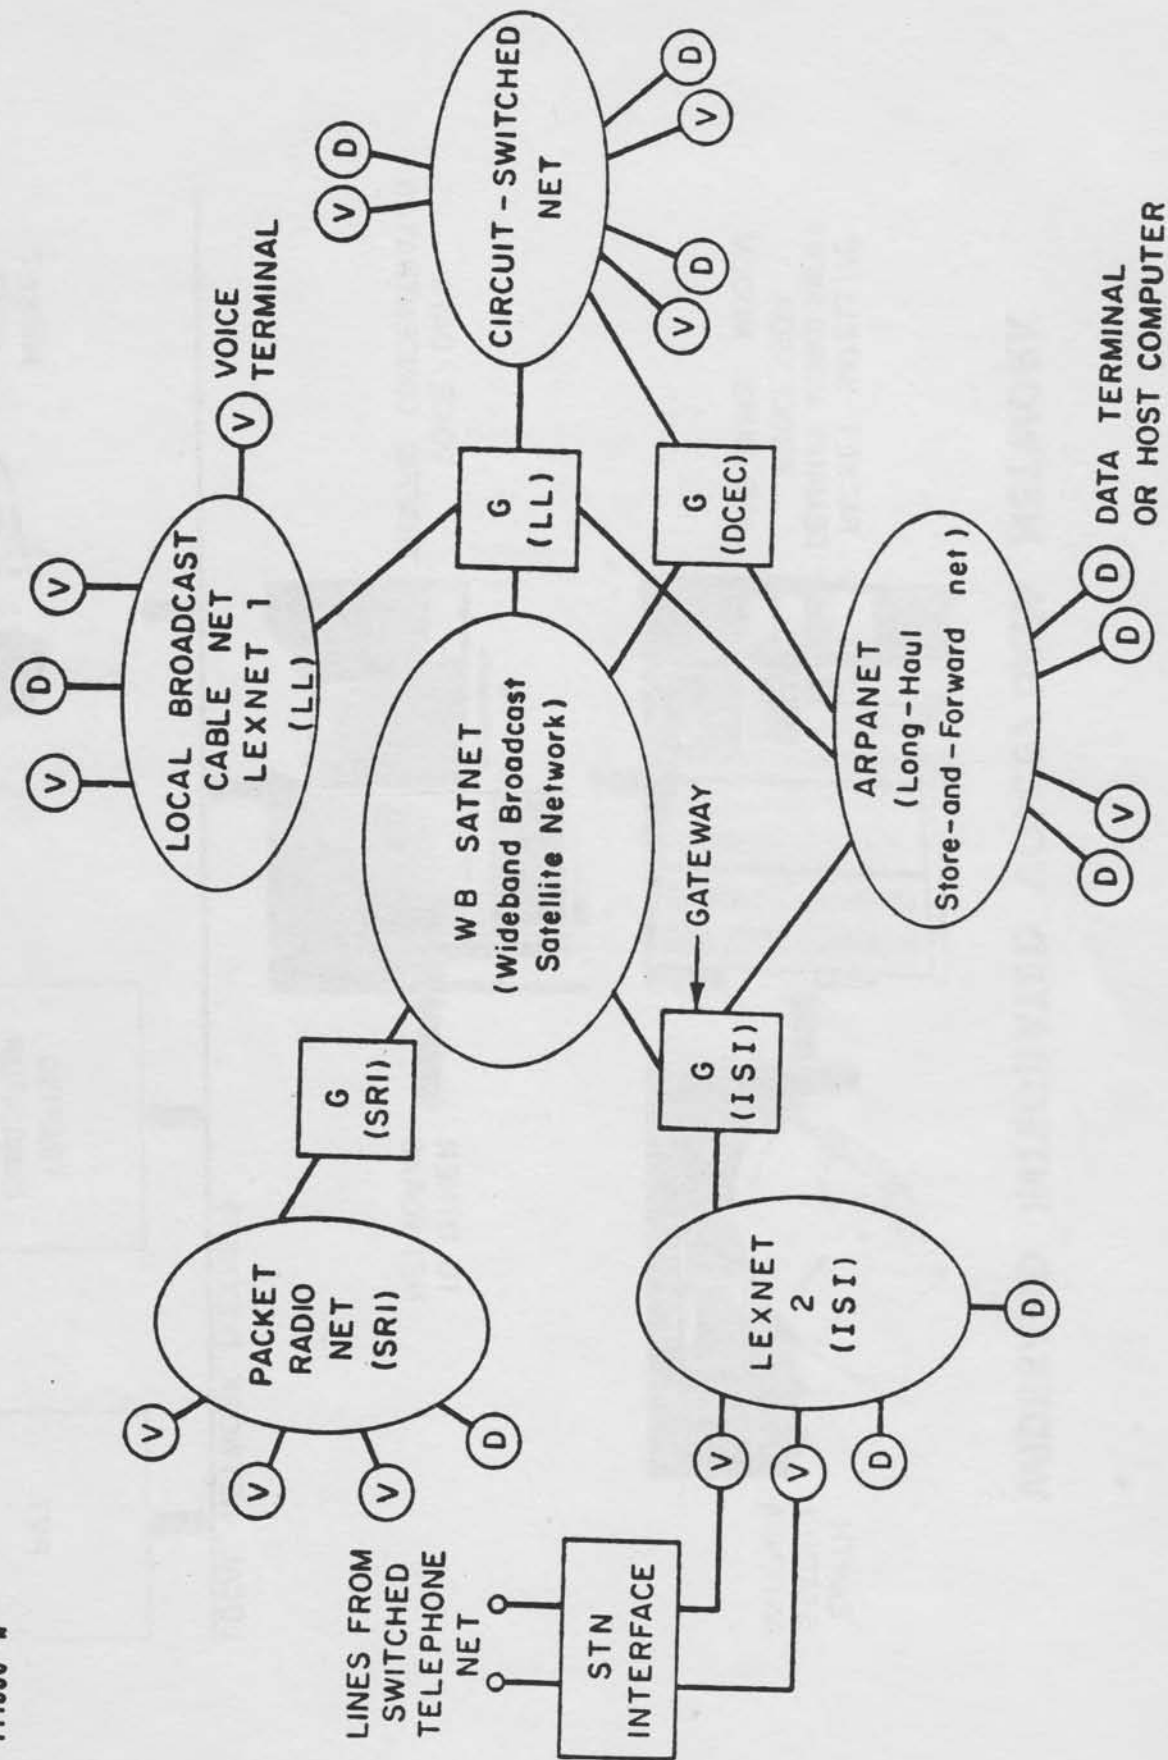 V
D
V
V
VOICE
TERMINAL
LOCAL BROADCAST
CABLE NET
LEXNET 1
(LL)
V
D
CIRCUIT-SWITCHED
NET
V
D
V
D
PACKET
RADIO
NET
(SRI)
V
V
V
D
G
(SRI)
WB SATNET
(Wideband Broadcast
Satellite Network)
G
(LL)
G
(DCEC)
GATEWAY
G
(ISI)
LINES FROM
SWITCHED
TELEPHONE
NET
STN
INTERFACE
V
V
D
LEXNET
2
(ISI)
D
ARPANET
(Long-Haul
Store-and-Forward net)
D
V
D
D
DATA TERMINAL
OR HOST COMPUTER